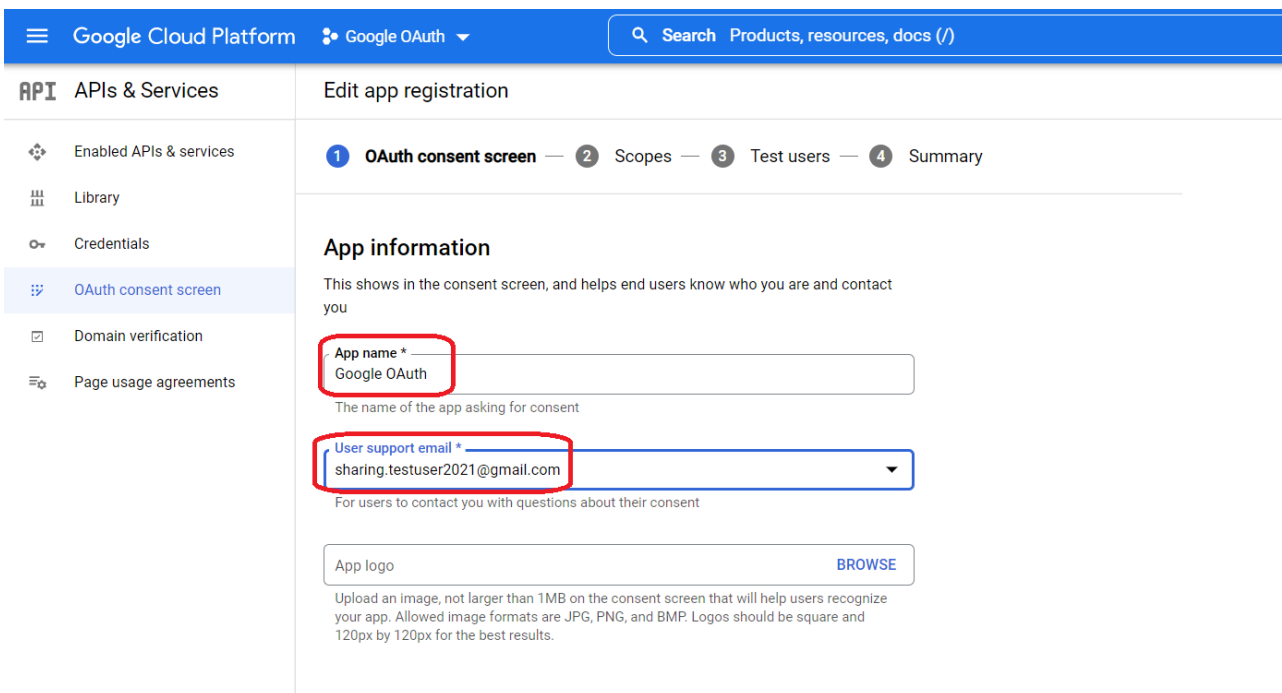 Google Cloud Platform
Google OAuth
Search Products, resources, docs (/)
API APIs & Services
Edit app registration
Enabled APIs & services
Library
Credentials
OAuth consent screen
Domain verification
Page usage agreements
1 OAuth consent screen — 2 Scopes — 3 Test users — 4 Summary
App information
This shows in the consent screen, and helps end users know who you are and contact
you
App name *
Google OAuth
The name of the app asking for consent
User support email *
sharing.testuser2021@gmail.com
For users to contact you with questions about their consent
App logo
BROWSE
Upload an image, not larger than 1MB on the consent screen that will help users recognize
your app. Allowed image formats are JPG, PNG, and BMP. Logos should be square and
120px by 120px for the best results.